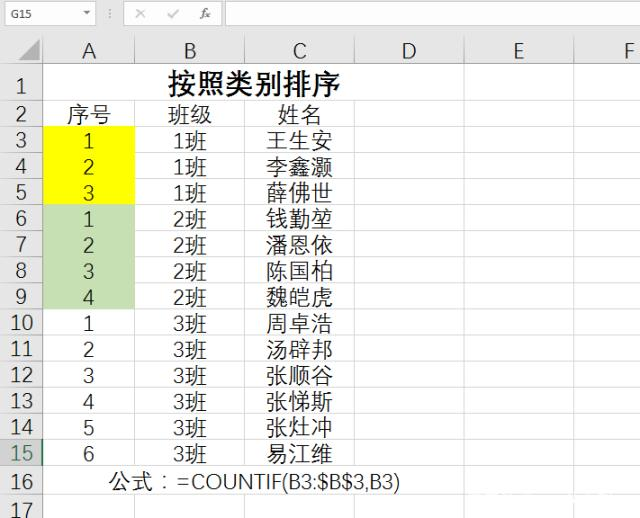 G15 fx
A B C D E F
1 按照类别排序
2 序号 班级 姓名
3 1 1班 王生安
4 2 1班 李鑫灏
5 3 1班 薛佛世
6 1 2班 钱勤堃
7 2 2班 潘恩依
8 3 2班 陈国柏
9 4 2班 魏皑虎
10 1 3班 周卓浩
11 2 3班 汤辟邦
12 3 3班 张顺谷
13 4 3班 张悌斯
14 5 3班 张灶冲
15 6 3班 易江维
16 公式：=COUNTIF(B3:$B$3,B3)
17